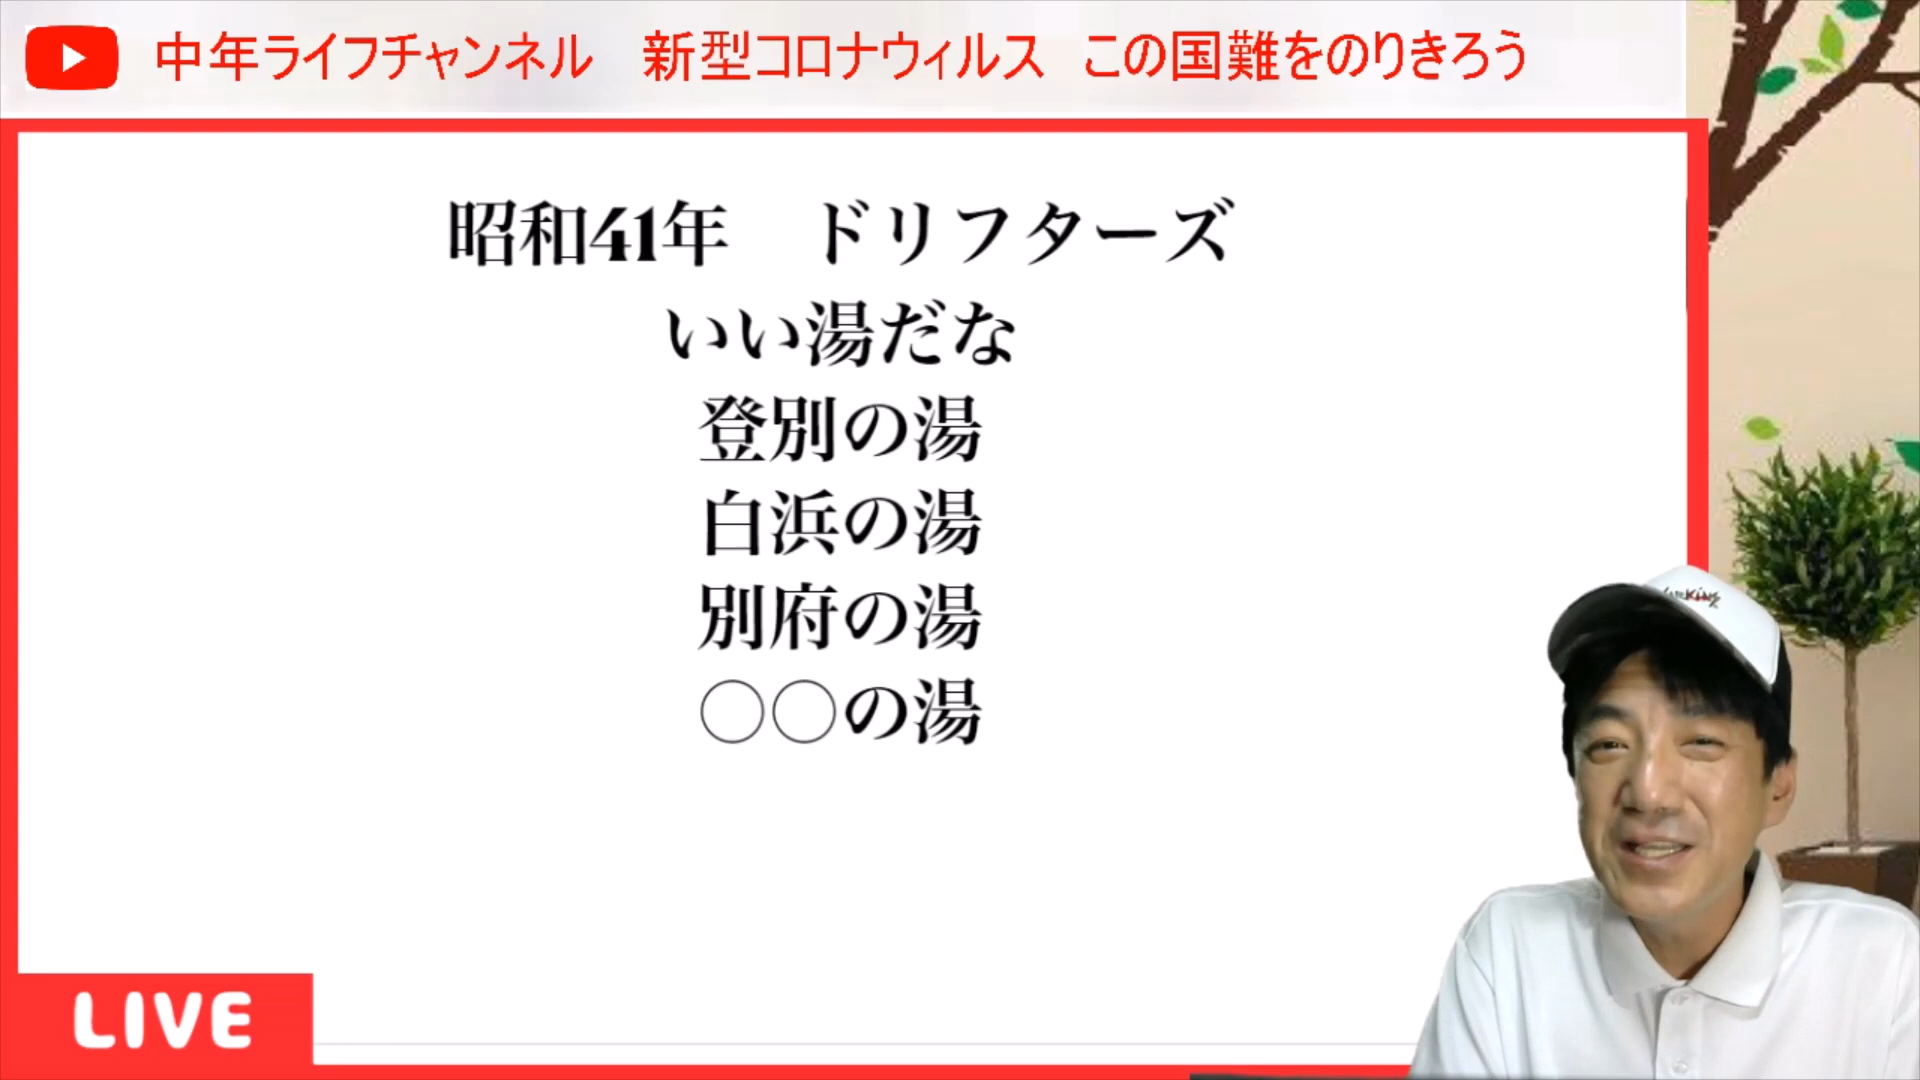 中年ライフチャンネル　新型コロナウィルス　この国難をのりきろう
昭和41年　ドリフターズ
いい湯だな
登別の湯
白浜の湯
別府の湯
〇〇の湯
LIVE